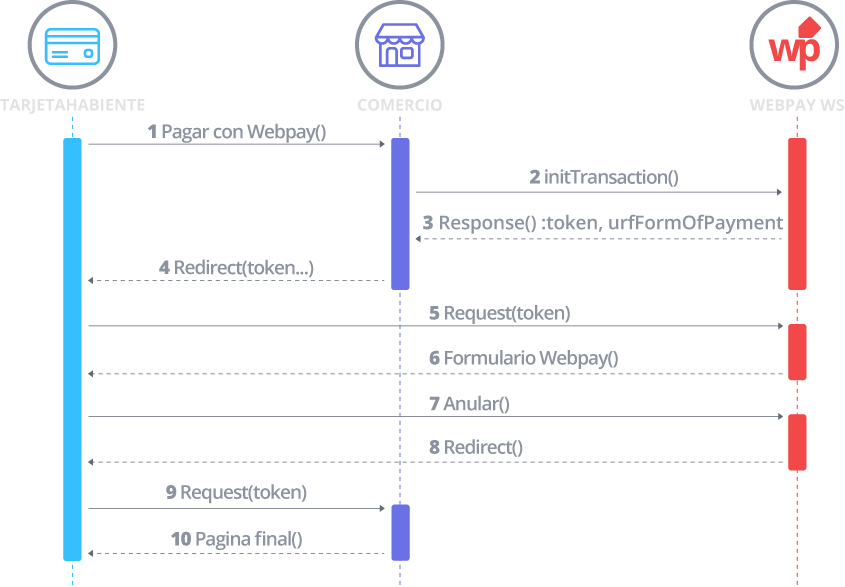 wp
TARJETAHABIENTE
COMERCIO
WEBPAY WS
1 Pagar con Webpay()
2 initTransaction()
3 Response() :token, urfFormOfPayment
4 Redirect(token...)
5 Request(token)
6 Formulario Webpay()
7 Anular()
8 Redirect()
9 Request(token)
10 Pagina final()